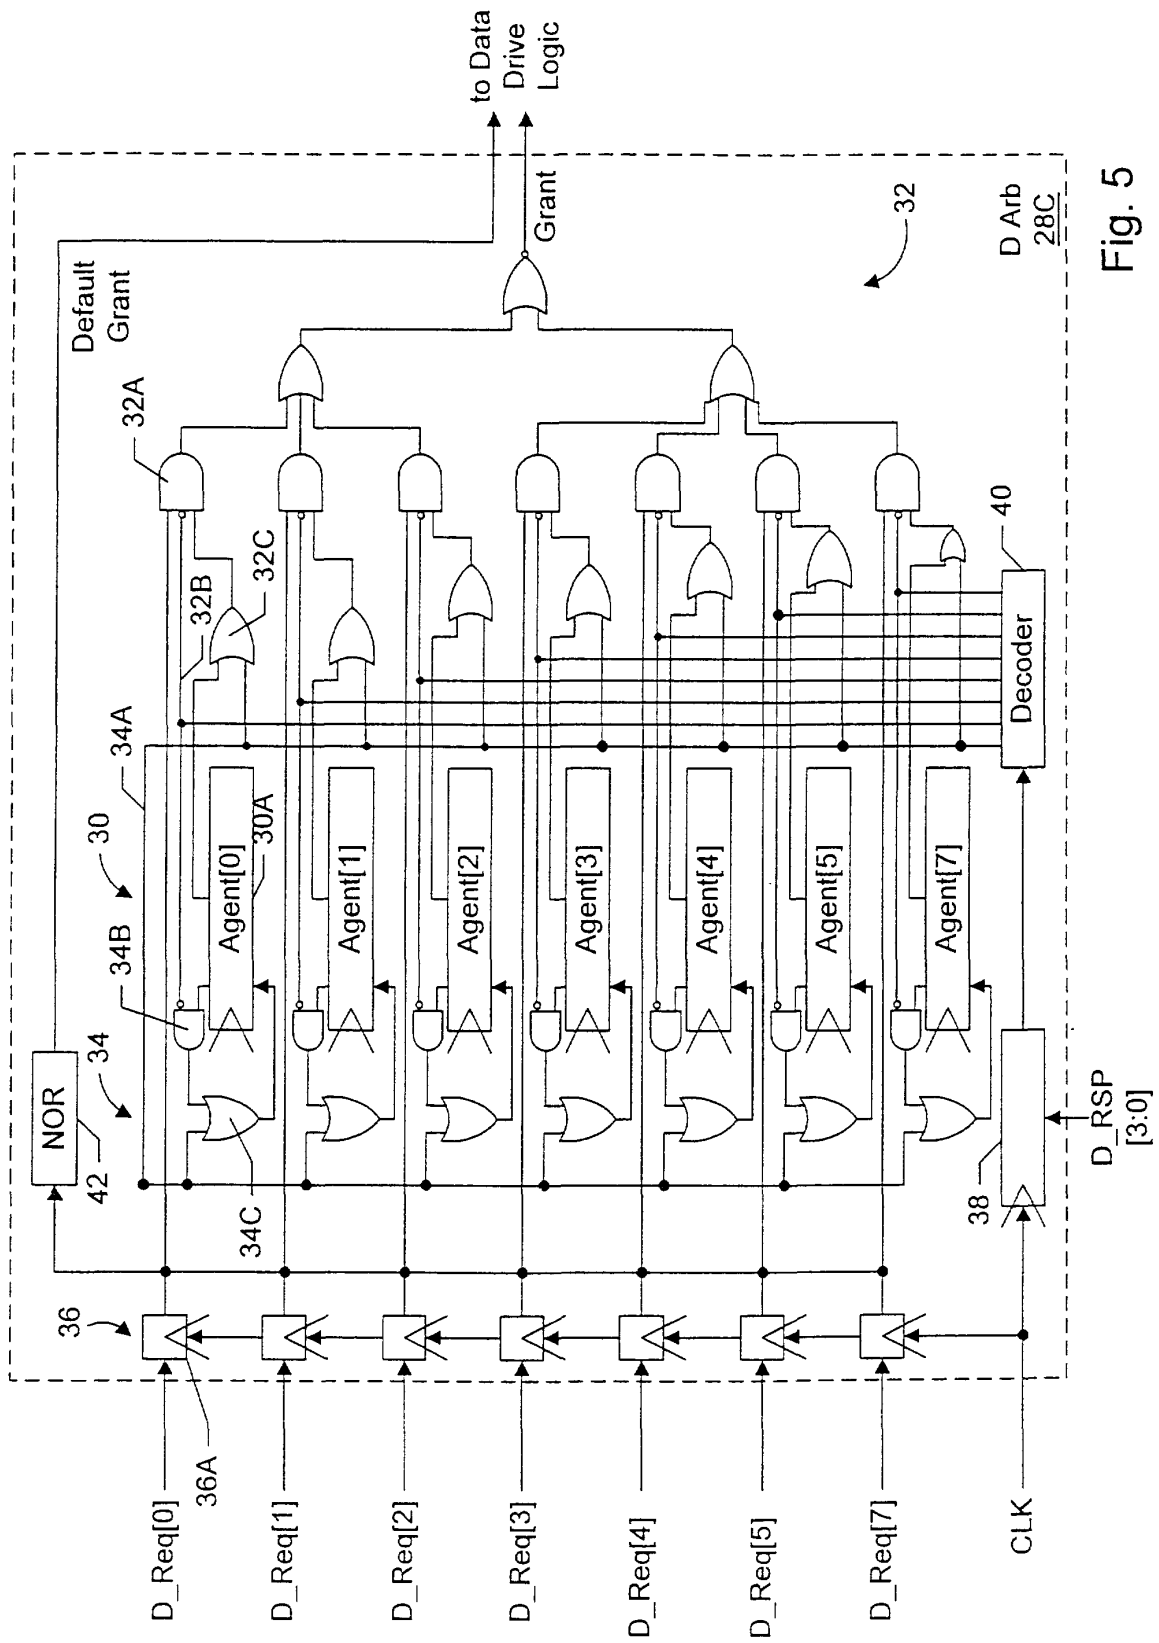 D_Req[0]
D_Req[1]
D_Req[2]
D_Req[3]
D_Req[4]
D_Req[5]
D_Req[7]
CLK
36
36A
NOR
42
34
34B
34C
30
34A
30A
Agent[0]
Agent[1]
Agent[2]
Agent[3]
Agent[4]
Agent[5]
Agent[7]
38
D_RSP
[3:0]
Decoder
40
32B
32C
32A
Default
Grant
Grant
to Data
Drive
Logic
32
D Arb
28C
Fig. 5